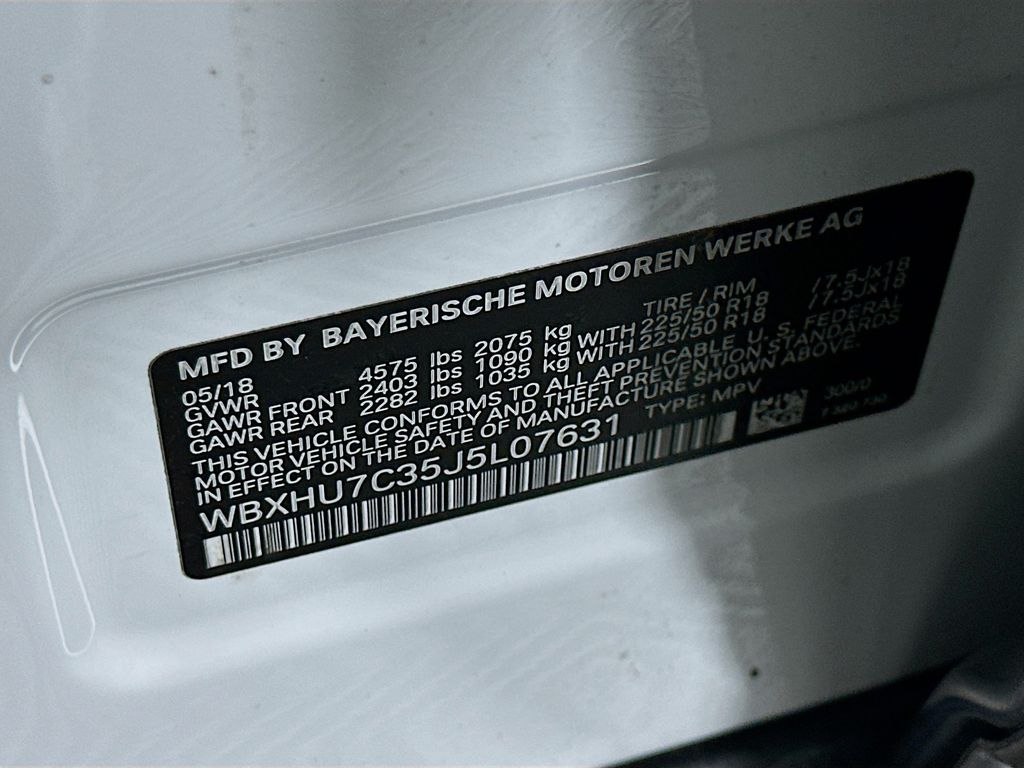 MFD BY BAYERISCHE MOTOREN WERKE AG
05/18 TIRE / RIM
GVWR 4575 lbs 2075 kg
GAWR FRONT 2403 lbs 1090 kg WITH 225/50 R18 /7.5Jx18
GAWR REAR 2282 lbs 1035 kg WITH 225/50 R18 /7.5Jx18
THIS VEHICLE CONFORMS TO ALL APPLICABLE U. S. FEDERAL
MOTOR VEHICLE SAFETY AND THEFT PREVENTION STANDARDS
IN EFFECT ON THE DATE OF MANUFACTURE SHOWN ABOVE.
WBXHU7C35J5L07631 TYPE: MPV 300/0